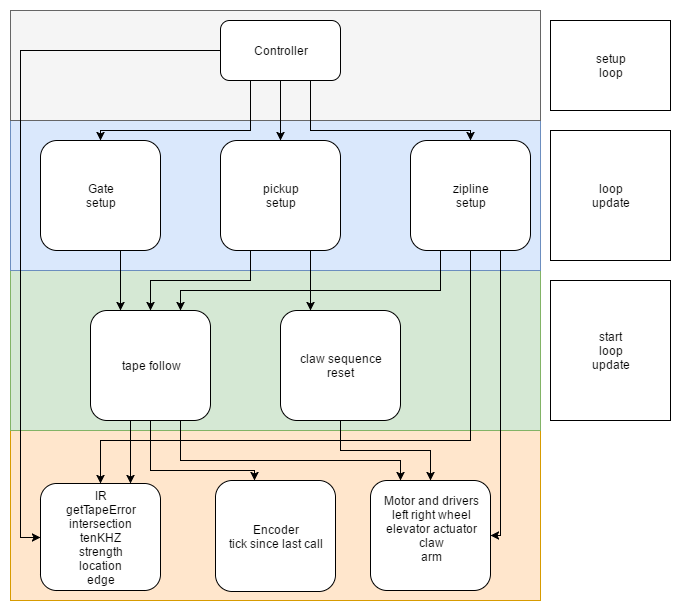 Controller
setup
loop
Gate
setup
pickup
setup
zipline
setup
loop
update
tape follow
claw sequence
reset
start
loop
update
IR
getTapeError
intersection
tenKHZ
strength
location
edge
Encoder
tick since last call
Motor and drivers
left right wheel
elevator actuator
claw
arm